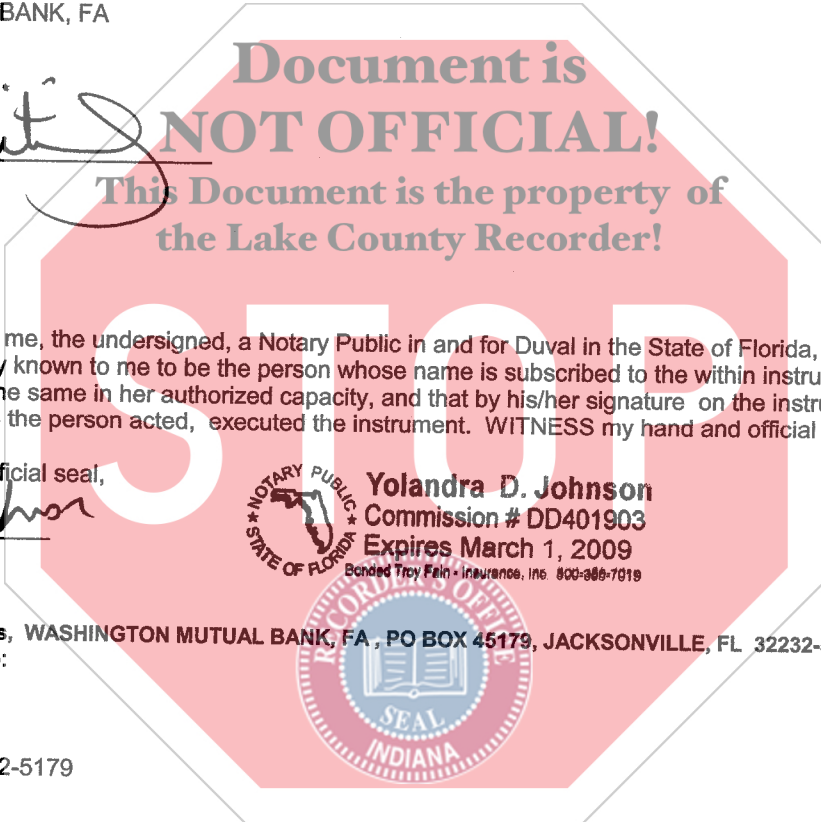 BANK, FA
Document is
NOT OFFICIAL!
This Document is the property of
the Lake County Recorder!
STOP
me, the undersigned, a Notary Public in and for Duval in the State of Florida,
known to me to be the person whose name is subscribed to the within instru
e same in her authorized capacity, and that by his/her signature on the instru
the person acted, executed the instrument. WITNESS my hand and official
ficial seal,
NOTARY PUBLIC
STATE OF FLORIDA
Yolandra D. Johnson
Commission # DD401903
Expires March 1, 2009
Bonded Troy Fain - Insurance, Inc. 800-385-7019
s, WASHINGTON MUTUAL BANK, FA , PO BOX 45179, JACKSONVILLE, FL 32232-
:
RECORDER'S OFFICE
SEAL
INDIANA
2-5179